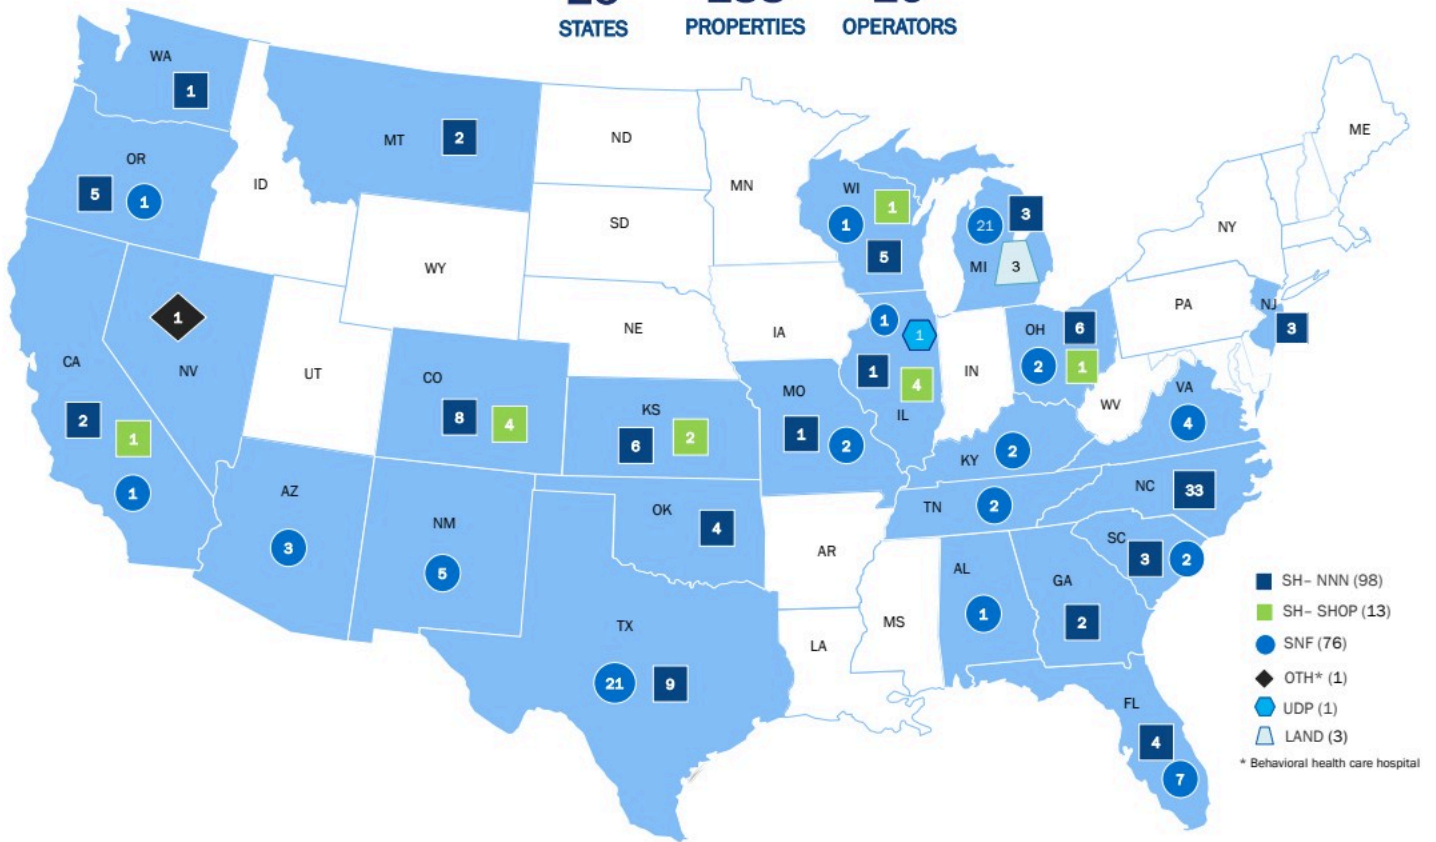 STATES PROPERTIES OPERATORS
WA
1
MT
2
ND
MN
ME
OR
5
1
ID
SD
WI
1
1
5
21
3
MI
3
NY
WY
NV
1
UT
NE
IA
IL
1
1
1
4
IN
OH
6
2
1
PA
NJ
3
CA
2
1
1
CO
8
4
KS
6
2
MO
1
2
WV
VA
4
KY
2
AZ
3
NM
5
OK
4
AR
TN
2
NC
33
SC
3
2
TX
21
9
LA
MS
AL
1
GA
2
FL
4
7
SH– NNN (98)
SH– SHOP (13)
SNF (76)
OTH* (1)
UDP (1)
LAND (3)
* Behavioral health care hospital